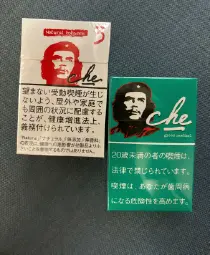 Natural tobacco
che
望まない受動喫煙が生じ
ないよう、屋外や家庭で
も周囲の状況に配慮する
ことが、健康増進法上、
義務付けられています。
che
20歳未満の者の喫煙は、
法律で禁じられています。
喫煙は、あなたが歯周病
になる危険性を高めます。